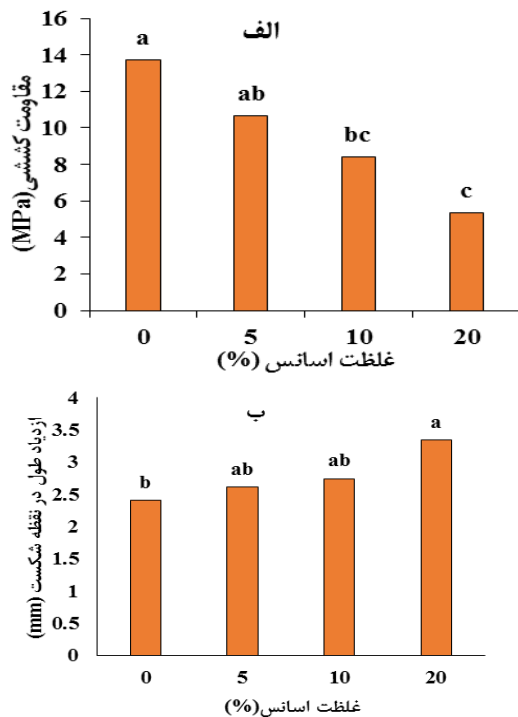 الف
مقاومت کششی(MPa)
16
14
12
10
8
6
4
2
0
a
ab
bc
c
0 5 10 20
غلظت اسانس (%)
ب
ازدیاد طول در نقطه شکست (mm)
4
3.5
3
2.5
2
1.5
1
0.5
0
b
ab
ab
a
0 5 10 20
غلظت اسانس(%)